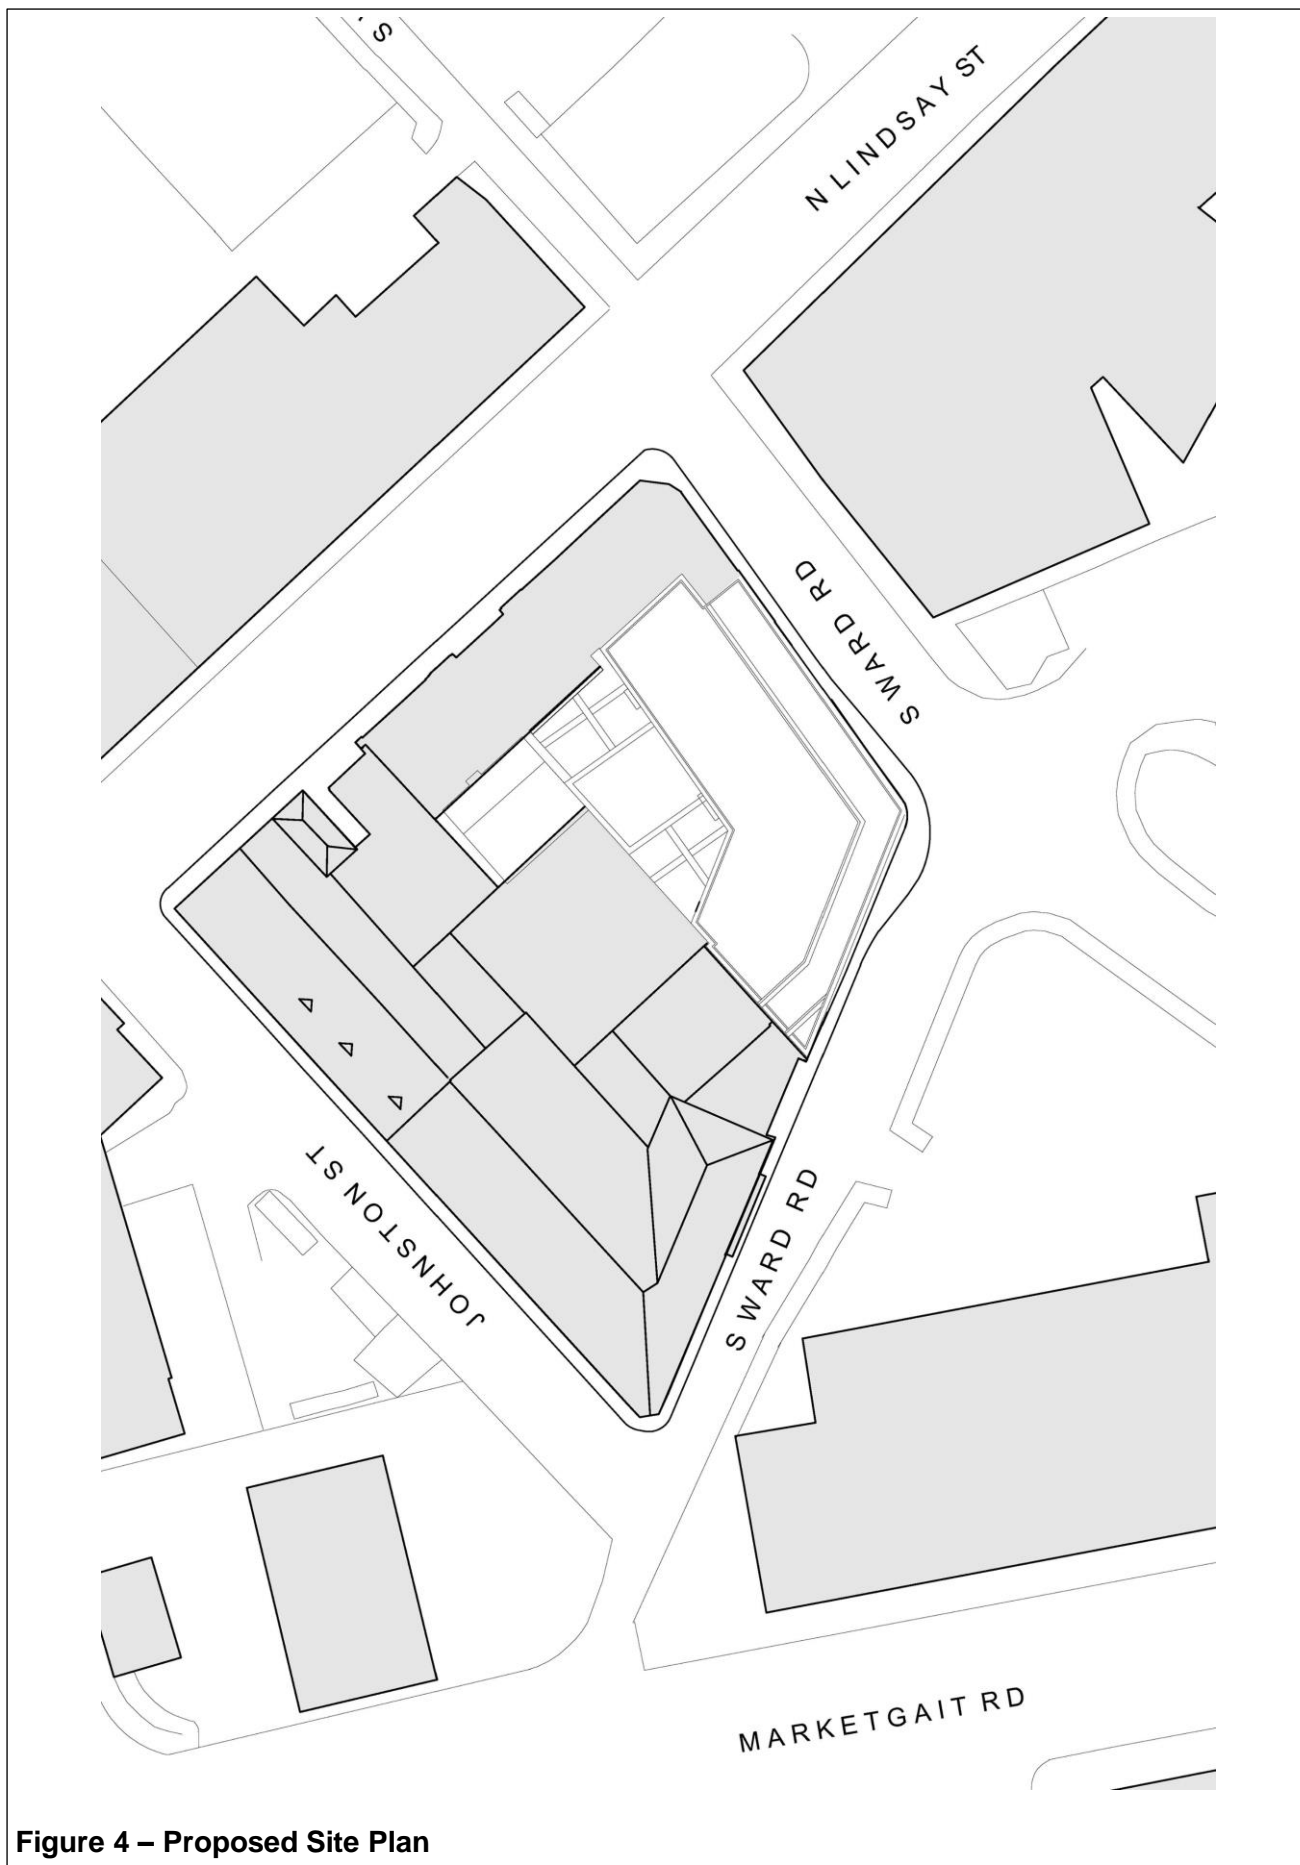 N LINDSAY ST
S WARD RD
JOHNSTON ST
S WARD RD
MARKETGAIT RD
Figure 4 – Proposed Site Plan